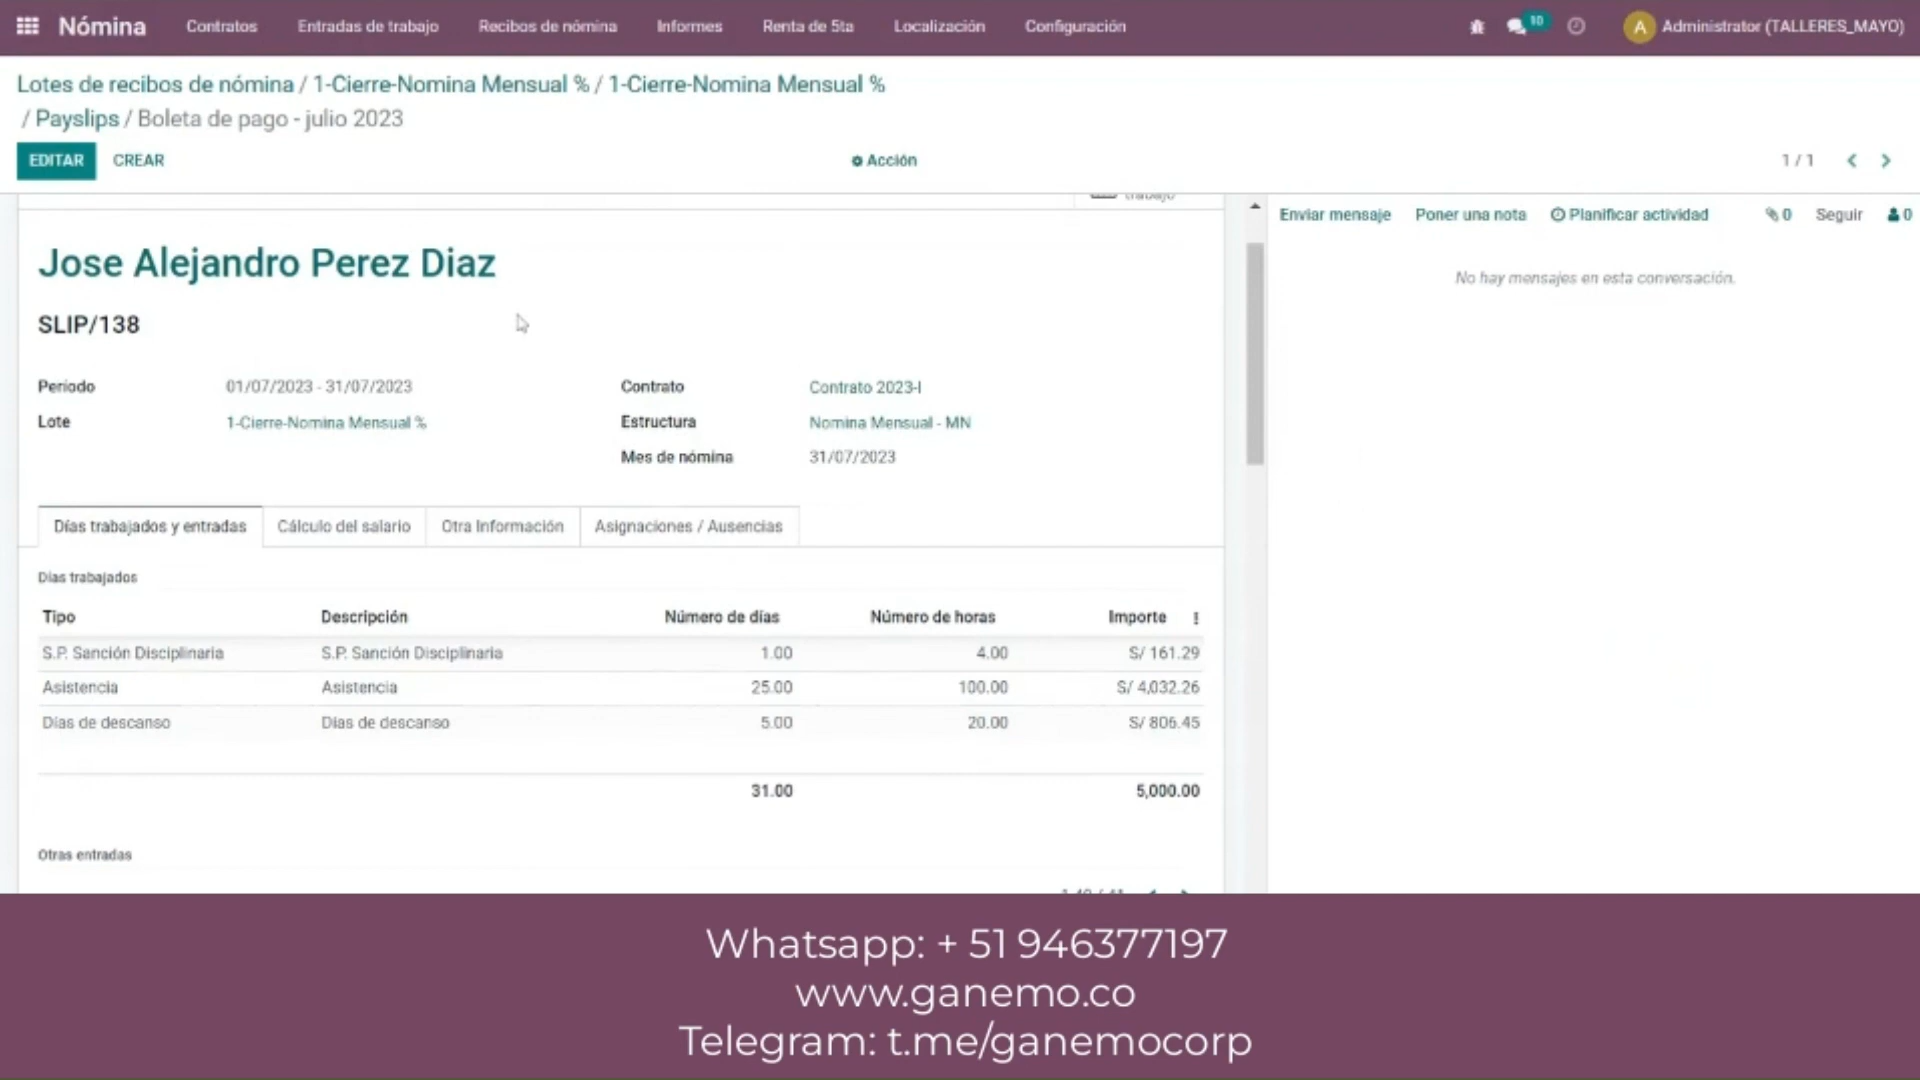 Nómina Contratos Entradas de trabajo Recibos de nómina Informes Renta de 5ta Localización Configuración 10 A Administrator (TALLERES_MAYO)
Lotes de recibos de nómina / 1-Cierre-Nomina Mensual % / 1-Cierre-Nomina Mensual %
/ Payslips / Boleta de pago - julio 2023
EDITAR CREAR Acción 1 / 1
trabajo
Enviar mensaje Poner una nota Planificar actividad 0 Seguir 0
No hay mensajes en esta conversación.
Jose Alejandro Perez Diaz
SLIP/138
Periodo 01/07/2023 - 31/07/2023 Contrato Contrato 2023-I
Lote 1-Cierre-Nomina Mensual % Estructura Nomina Mensual - MN
Mes de nómina 31/07/2023
Días trabajados y entradas Cálculo del salario Otra Información Asignaciones / Ausencias
Días trabajados
Tipo Descripción Número de días Número de horas Importe
S.P. Sanción Disciplinaria S.P. Sanción Disciplinaria 1.00 4.00 S/ 161.29
Asistencia Asistencia 25.00 100.00 S/ 4,032.26
Días de descanso Días de descanso 5.00 20.00 S/ 806.45
31.00 5,000.00
Otras entradas
Whatsapp: + 51 946377197
www.ganemo.co
Telegram: t.me/ganemocorp